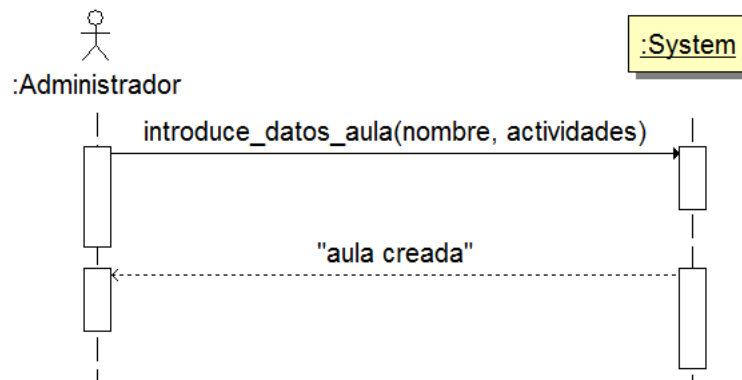 :System
:Administrador
introduce_datos_aula(nombre, actividades)
"aula creada"